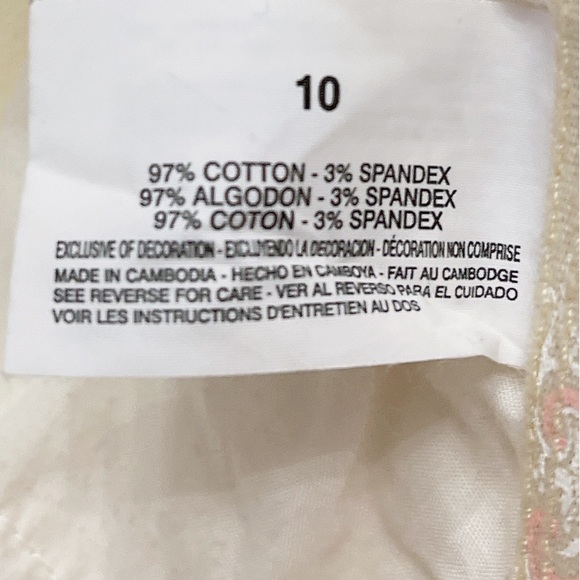 10
97% COTTON - 3% SPANDEX
97% ALGODON - 3% SPANDEX
97% COTON - 3% SPANDEX
EXCLUSIVE OF DECORATION - EXCLUYENDO LA DECORACION - DÉCORATION NON COMPRISE
MADE IN CAMBODIA - HECHO EN CAMBOYA - FAIT AU CAMBODGE
SEE REVERSE FOR CARE - VER AL REVERSO PARA EL CUIDADO
VOIR LES INSTRUCTIONS D'ENTRETIEN AU DOS